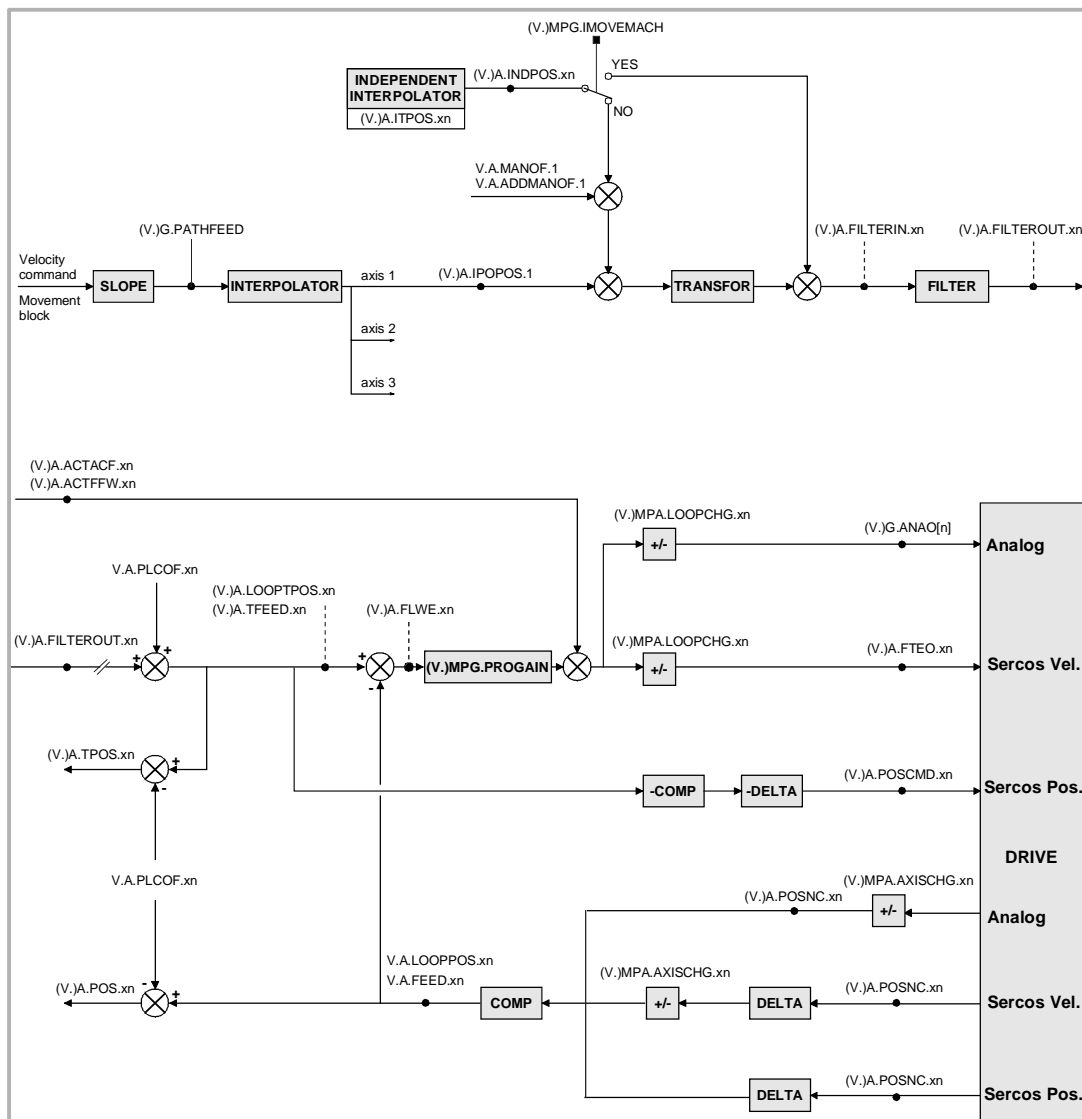 (V.)MPG.IMOVEMACH
YES
INDEPENDENT
INTERPOLATOR
(V.)A.INDPOS.xn
(V.)A.ITPOS.xn
NO
V.A.MANOF.1
V.A.ADDMANOF.1
(V.)G.PATHFEED
(V.)A.FILTERIN.xn
(V.)A.FILTEROUT.xn
Velocity
command
Movement
block
SLOPE
INTERPOLATOR
axis 1
(V.)A.IPOPOS.1
TRANSFOR
FILTER
axis 2
axis 3
(V.)A.ACTACF.xn
(V.)A.ACTFFW.xn
(V.)MPA.LOOPCHG.xn
(V.)G.ANAO[n]
+/-
Analog
V.A.PLCOF.xn
(V.)A.LOOPTPOS.xn
(V.)A.TFEED.xn
(V.)A.FLWE.xn
(V.)MPA.LOOPCHG.xn
(V.)A.FTEO.xn
(V.)A.FILTEROUT.xn
+
+
+
-
(V.)MPG.PROGAIN
+/-
Sercos Vel.
(V.)A.TPOS.xn
+
-
-COMP
-DELTA
(V.)A.POSCMD.xn
Sercos Pos.
DRIVE
V.A.PLCOF.xn
(V.)A.POSNC.xn
(V.)MPA.AXISCHG.xn
+/-
Analog
V.A.LOOPPOS.xn
V.A.FEED.xn
(V.)MPA.AXISCHG.xn
(V.)A.POSNC.xn
(V.)A.POS.xn
-
+
COMP
+/-
DELTA
Sercos Vel.
(V.)A.POSNC.xn
DELTA
Sercos Pos.